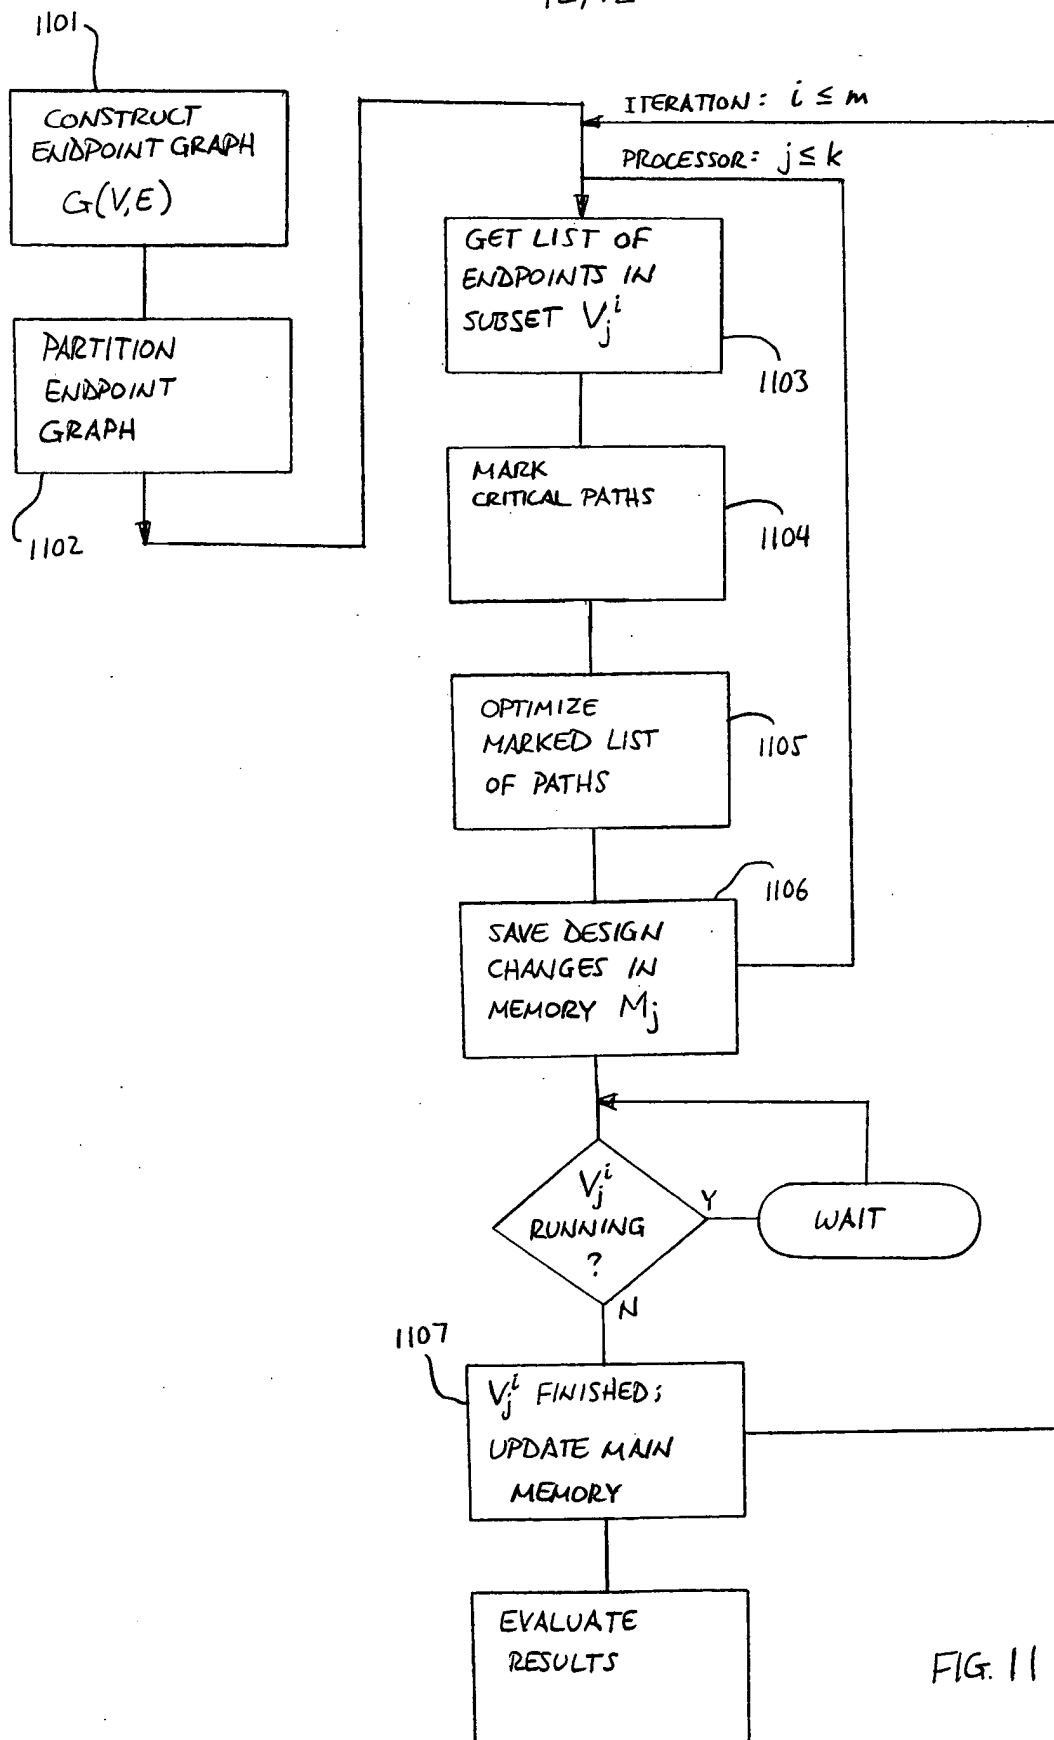 1101
CONSTRUCT
ENDPOINT GRAPH
G(V,E)
PARTITION
ENDPOINT
GRAPH
1102
ITERATION: i ≤ m
PROCESSOR: j ≤ k
GET LIST OF
ENDPOINTS IN
SUBSET V_j^i
1103
MARK
CRITICAL PATHS
1104
OPTIMIZE
MARKED LIST
OF PATHS
1105
1106
SAVE DESIGN
CHANGES IN
MEMORY M_j
V_j^i
RUNNING
?
Y
WAIT
N
1107
V_j^i FINISHED;
UPDATE MAIN
MEMORY
EVALUATE
RESULTS
FIG. 11